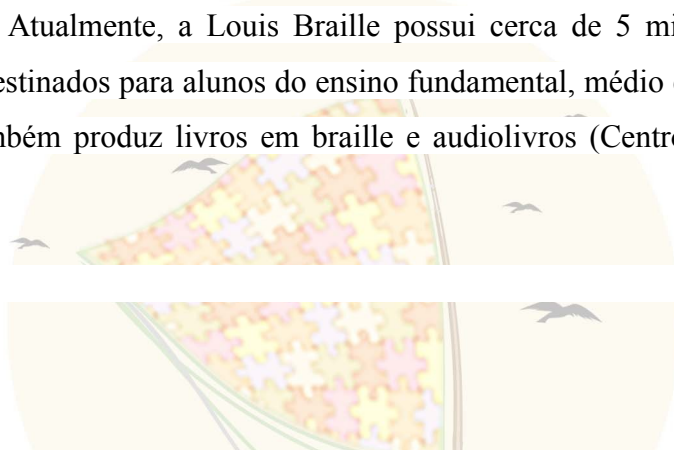 Atualmente, a Louis Braille possui cerca de 5 mi
estinados para alunos do ensino fundamental, médio
mbém produz livros em braille e audiolivros (Centro